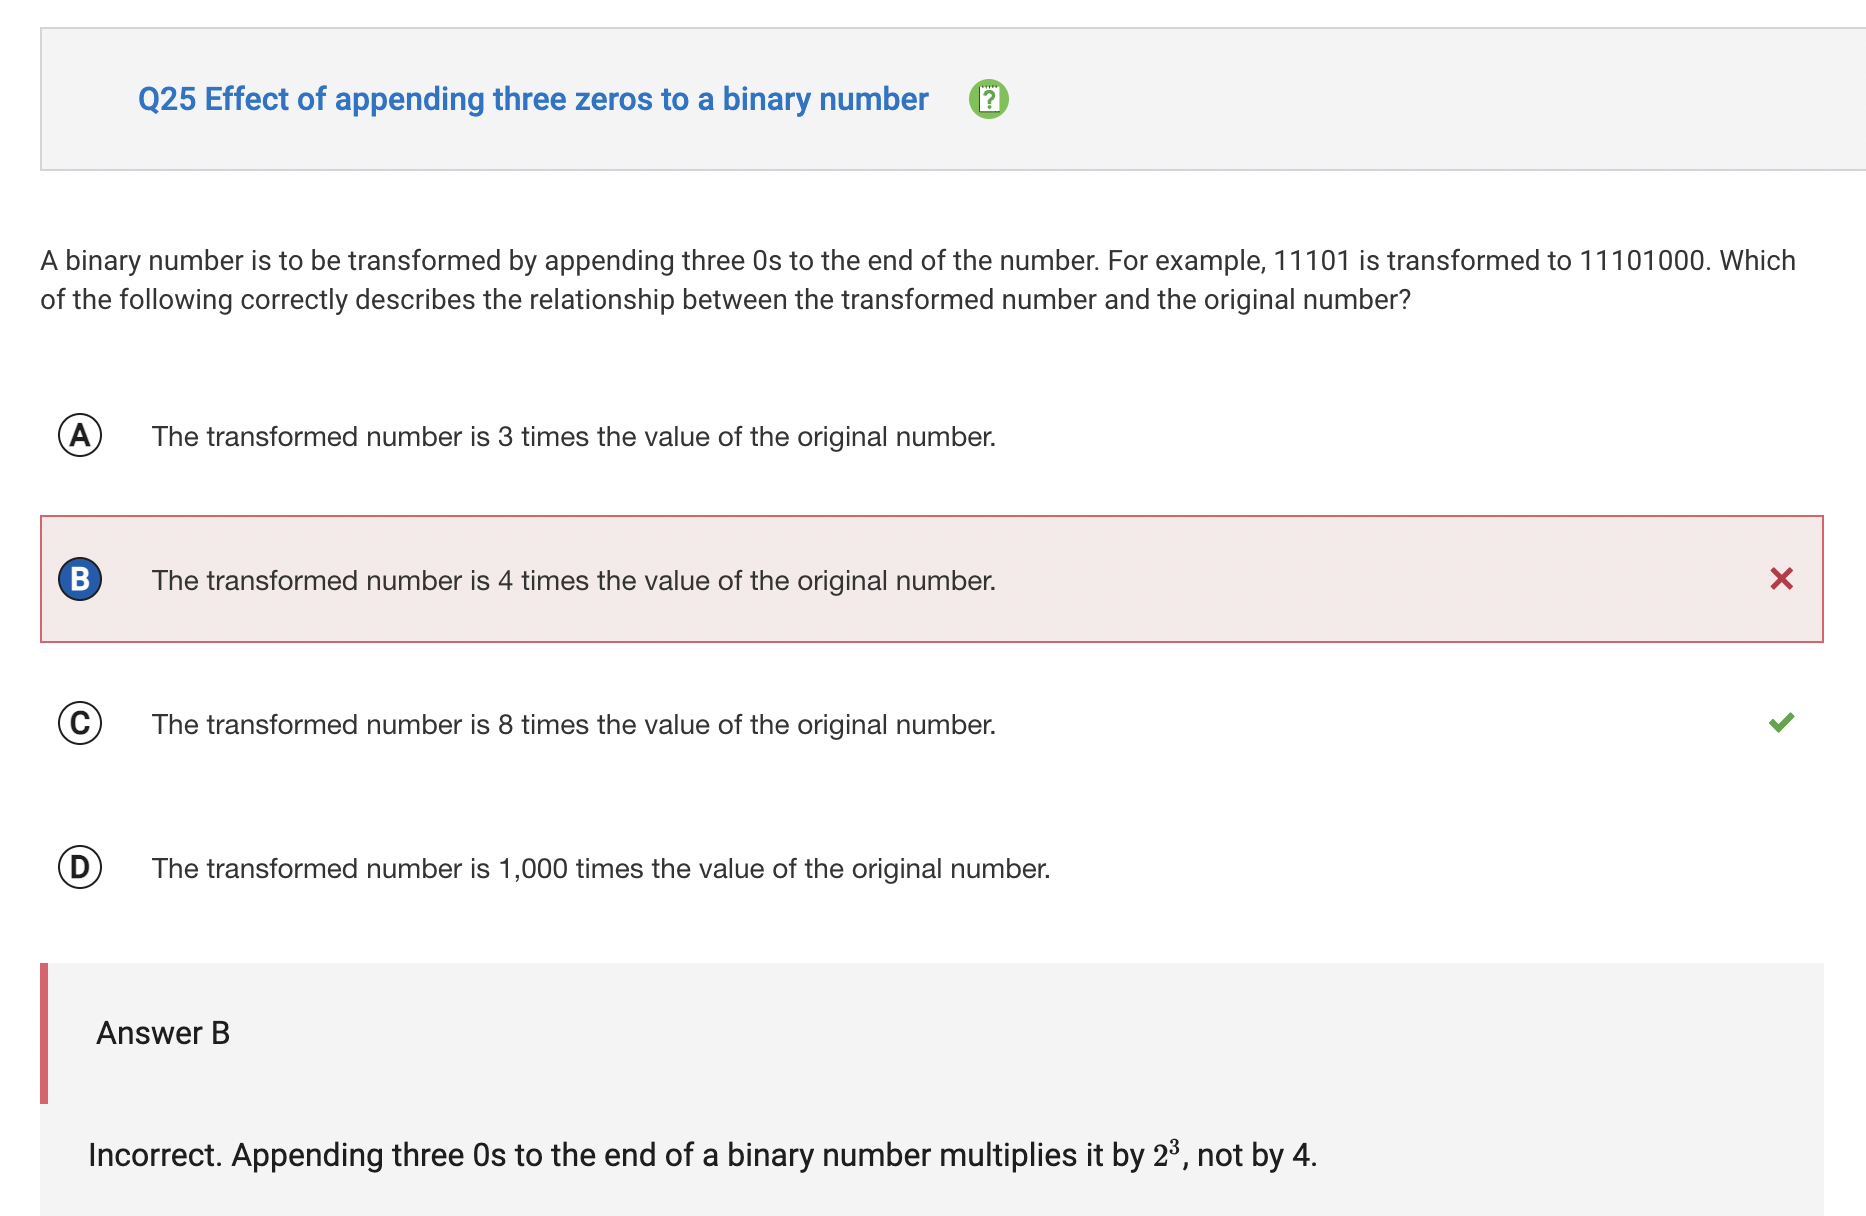 Q25 Effect of appending three zeros to a binary number ?
A binary number is to be transformed by appending three 0s to the end of the number. For example, 11101 is transformed to 11101000. Which
of the following correctly describes the relationship between the transformed number and the original number?
A The transformed number is 3 times the value of the original number.
B The transformed number is 4 times the value of the original number.
C The transformed number is 8 times the value of the original number.
D The transformed number is 1,000 times the value of the original number.
Answer B
Incorrect. Appending three 0s to the end of a binary number multiplies it by 2³, not by 4.